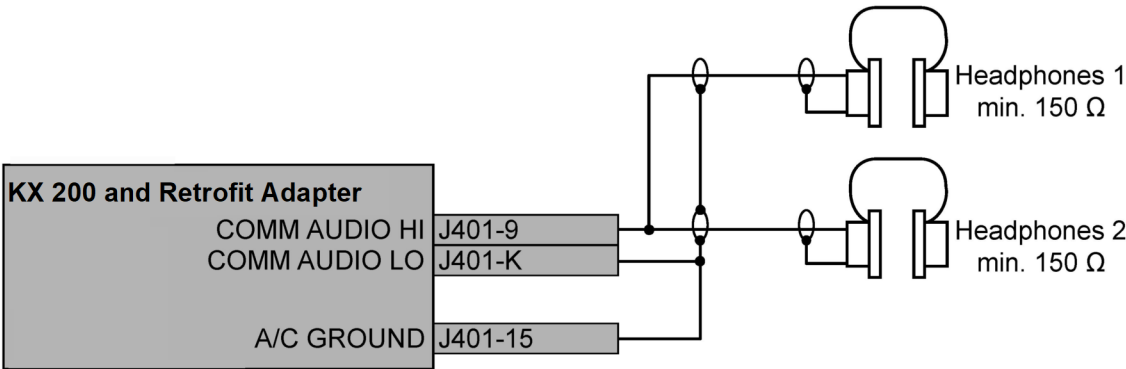 Headphones 1
min. 150 Ω
KX 200 and Retrofit Adapter
COMM AUDIO HI J401-9
COMM AUDIO LO J401-K
Headphones 2
min. 150 Ω
A/C GROUND J401-15